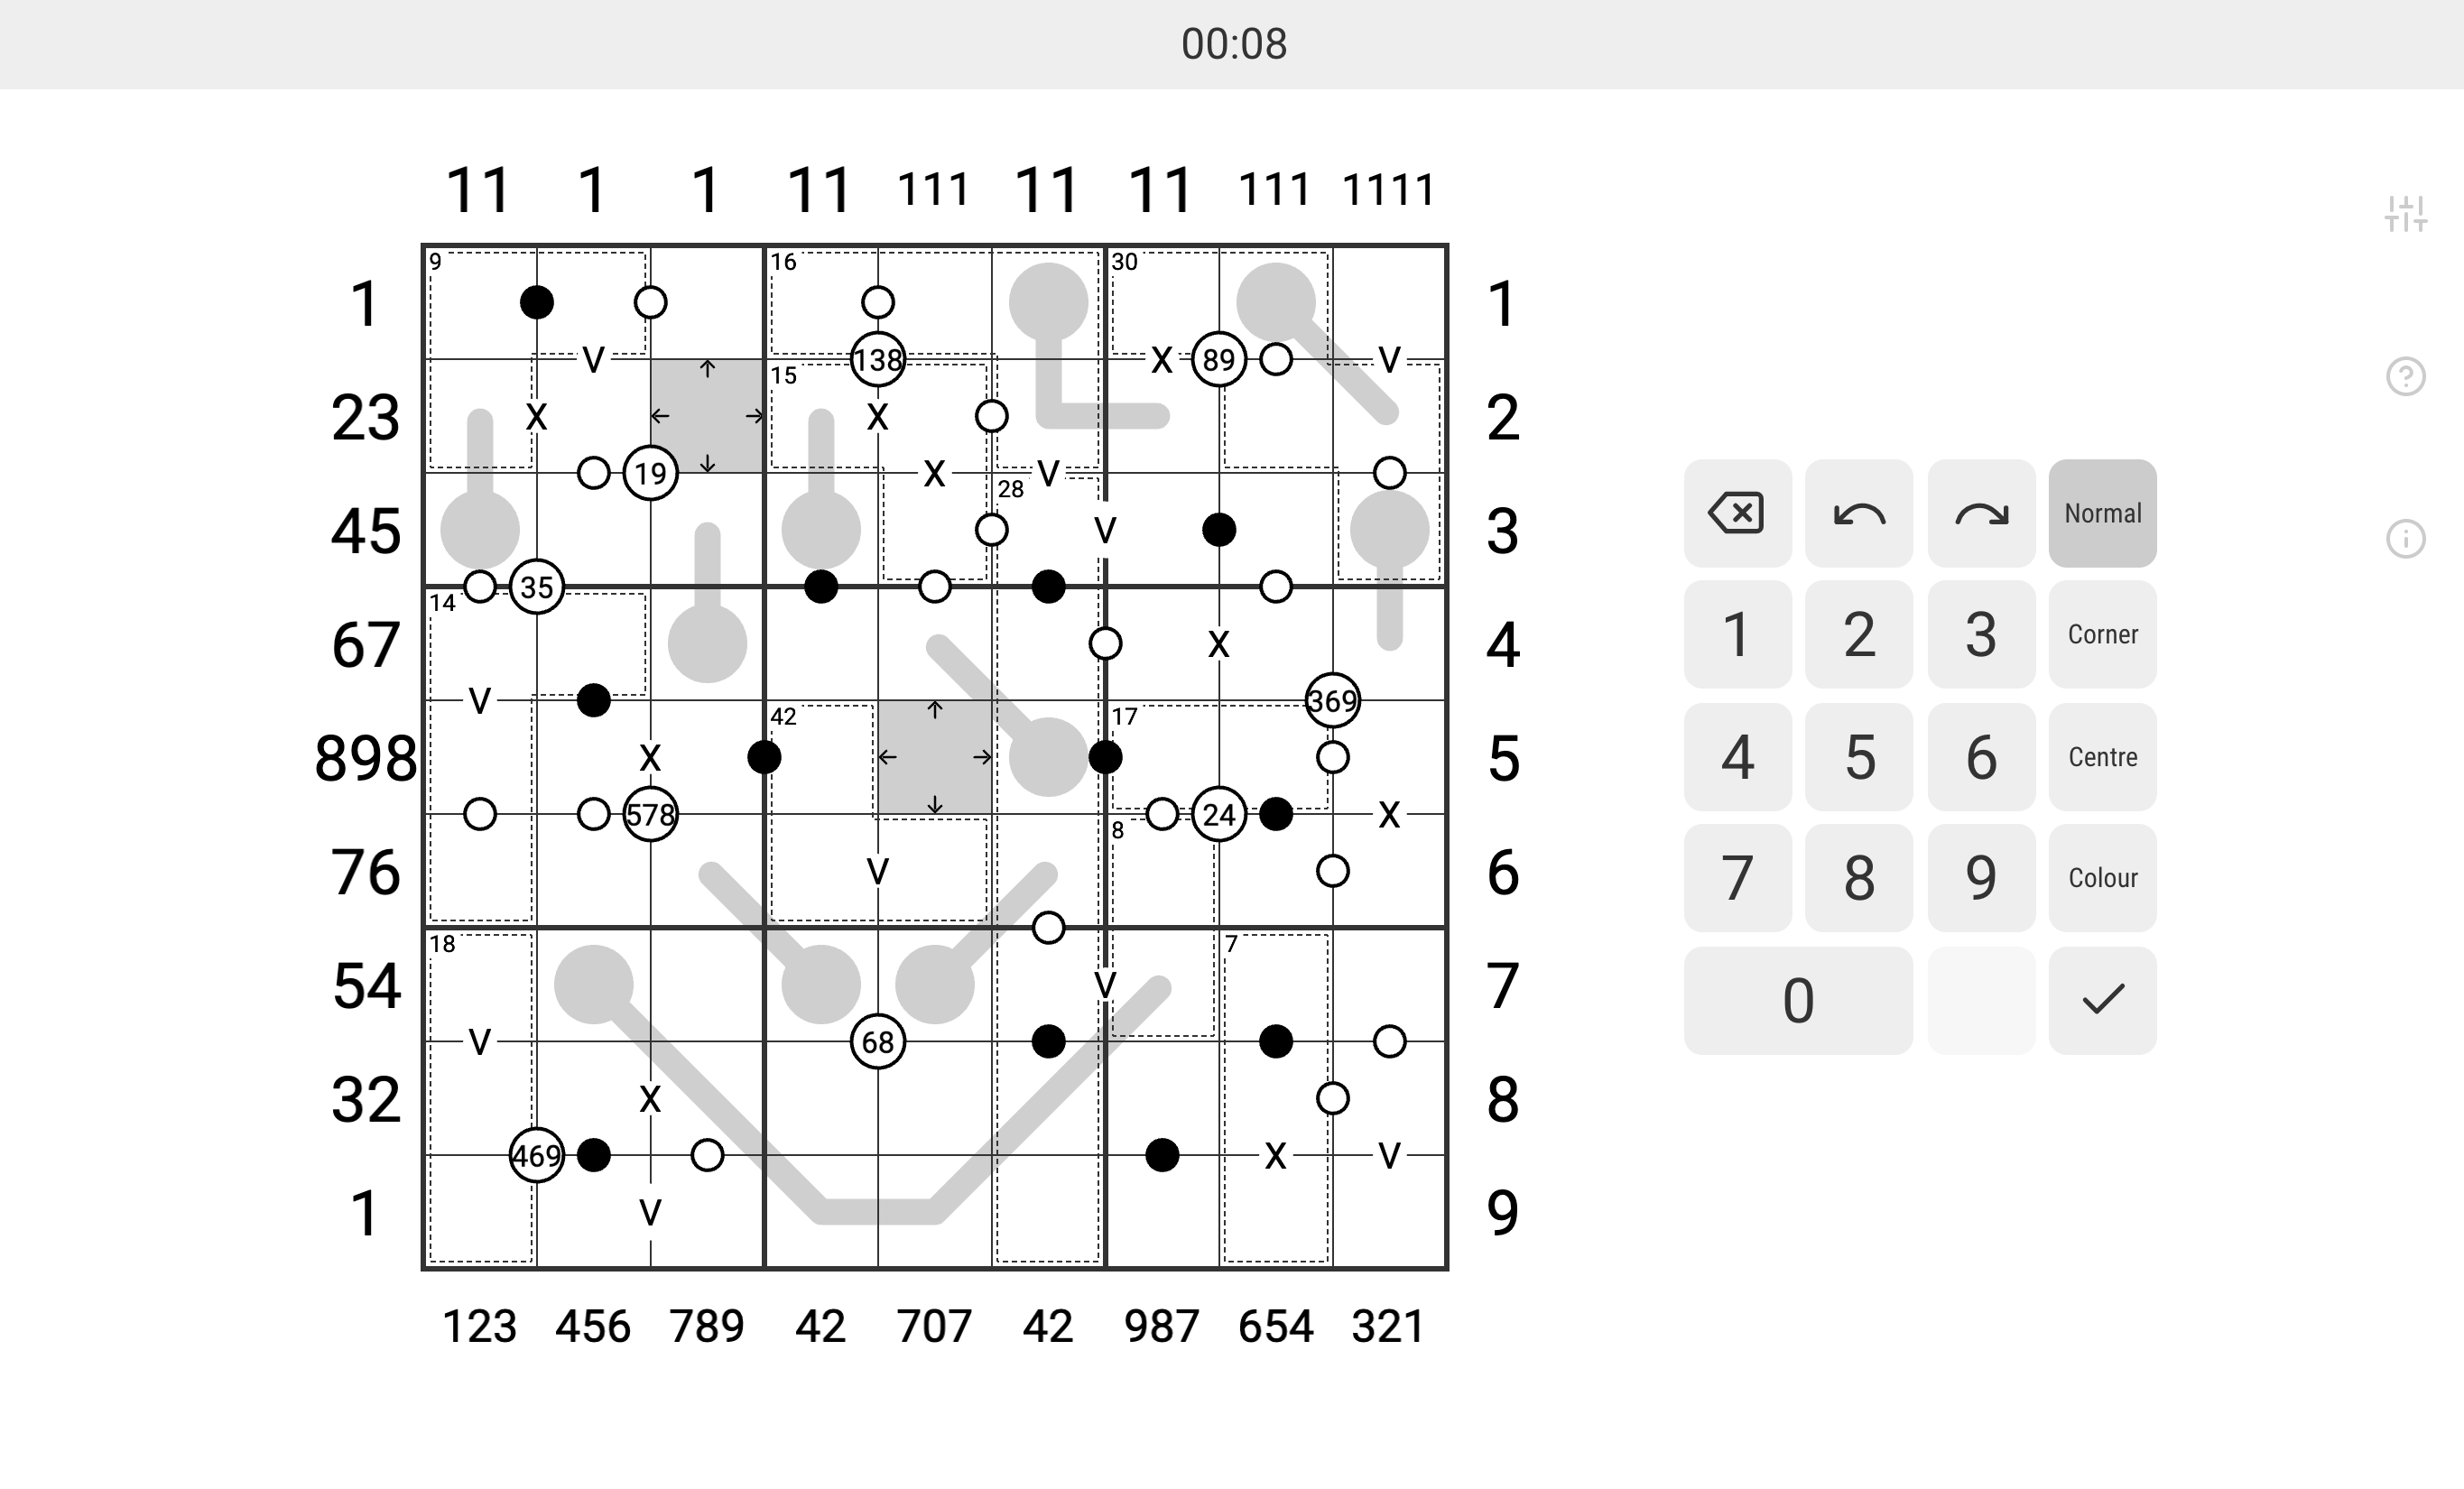 00:08
11 1 1 11 111 11 11 111 1111
9 16 30
1 1
V 138 X 89 V
15
23 X X 2
19 X V
28
45 V 3
35
14
67 X 4
V 369
42 17
898 X 5
578 24 X
8
76 V 6
18 7
54 V 7
V 68
32 X 8
469 X V
1 V 9
123 456 789 42 707 42 987 654 321
Normal
1 2 3 Corner
4 5 6 Centre
7 8 9 Colour
0
?
i